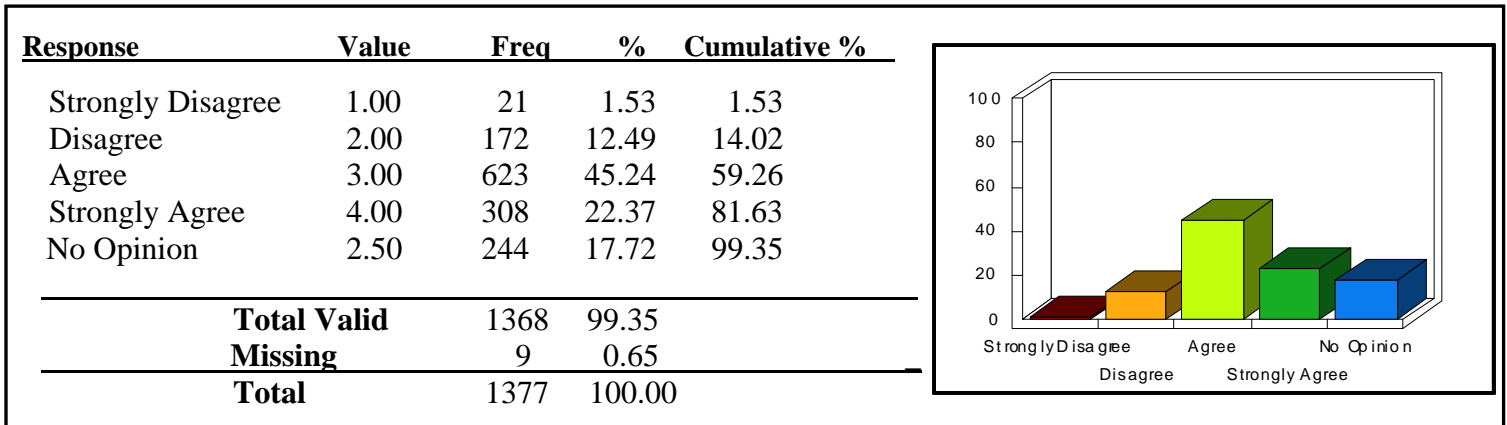 Response Value Freq % Cumulative %
Strongly Disagree 1.00 21 1.53 1.53
Disagree 2.00 172 12.49 14.02
Agree 3.00 623 45.24 59.26
Strongly Agree 4.00 308 22.37 81.63
No Opinion 2.50 244 17.72 99.35
Total Valid 1368 99.35
Missing 9 0.65
Total 1377 100.00
100
80
60
40
20
0
Strongly Disagree Agree No Opinion
Disagree Strongly Agree